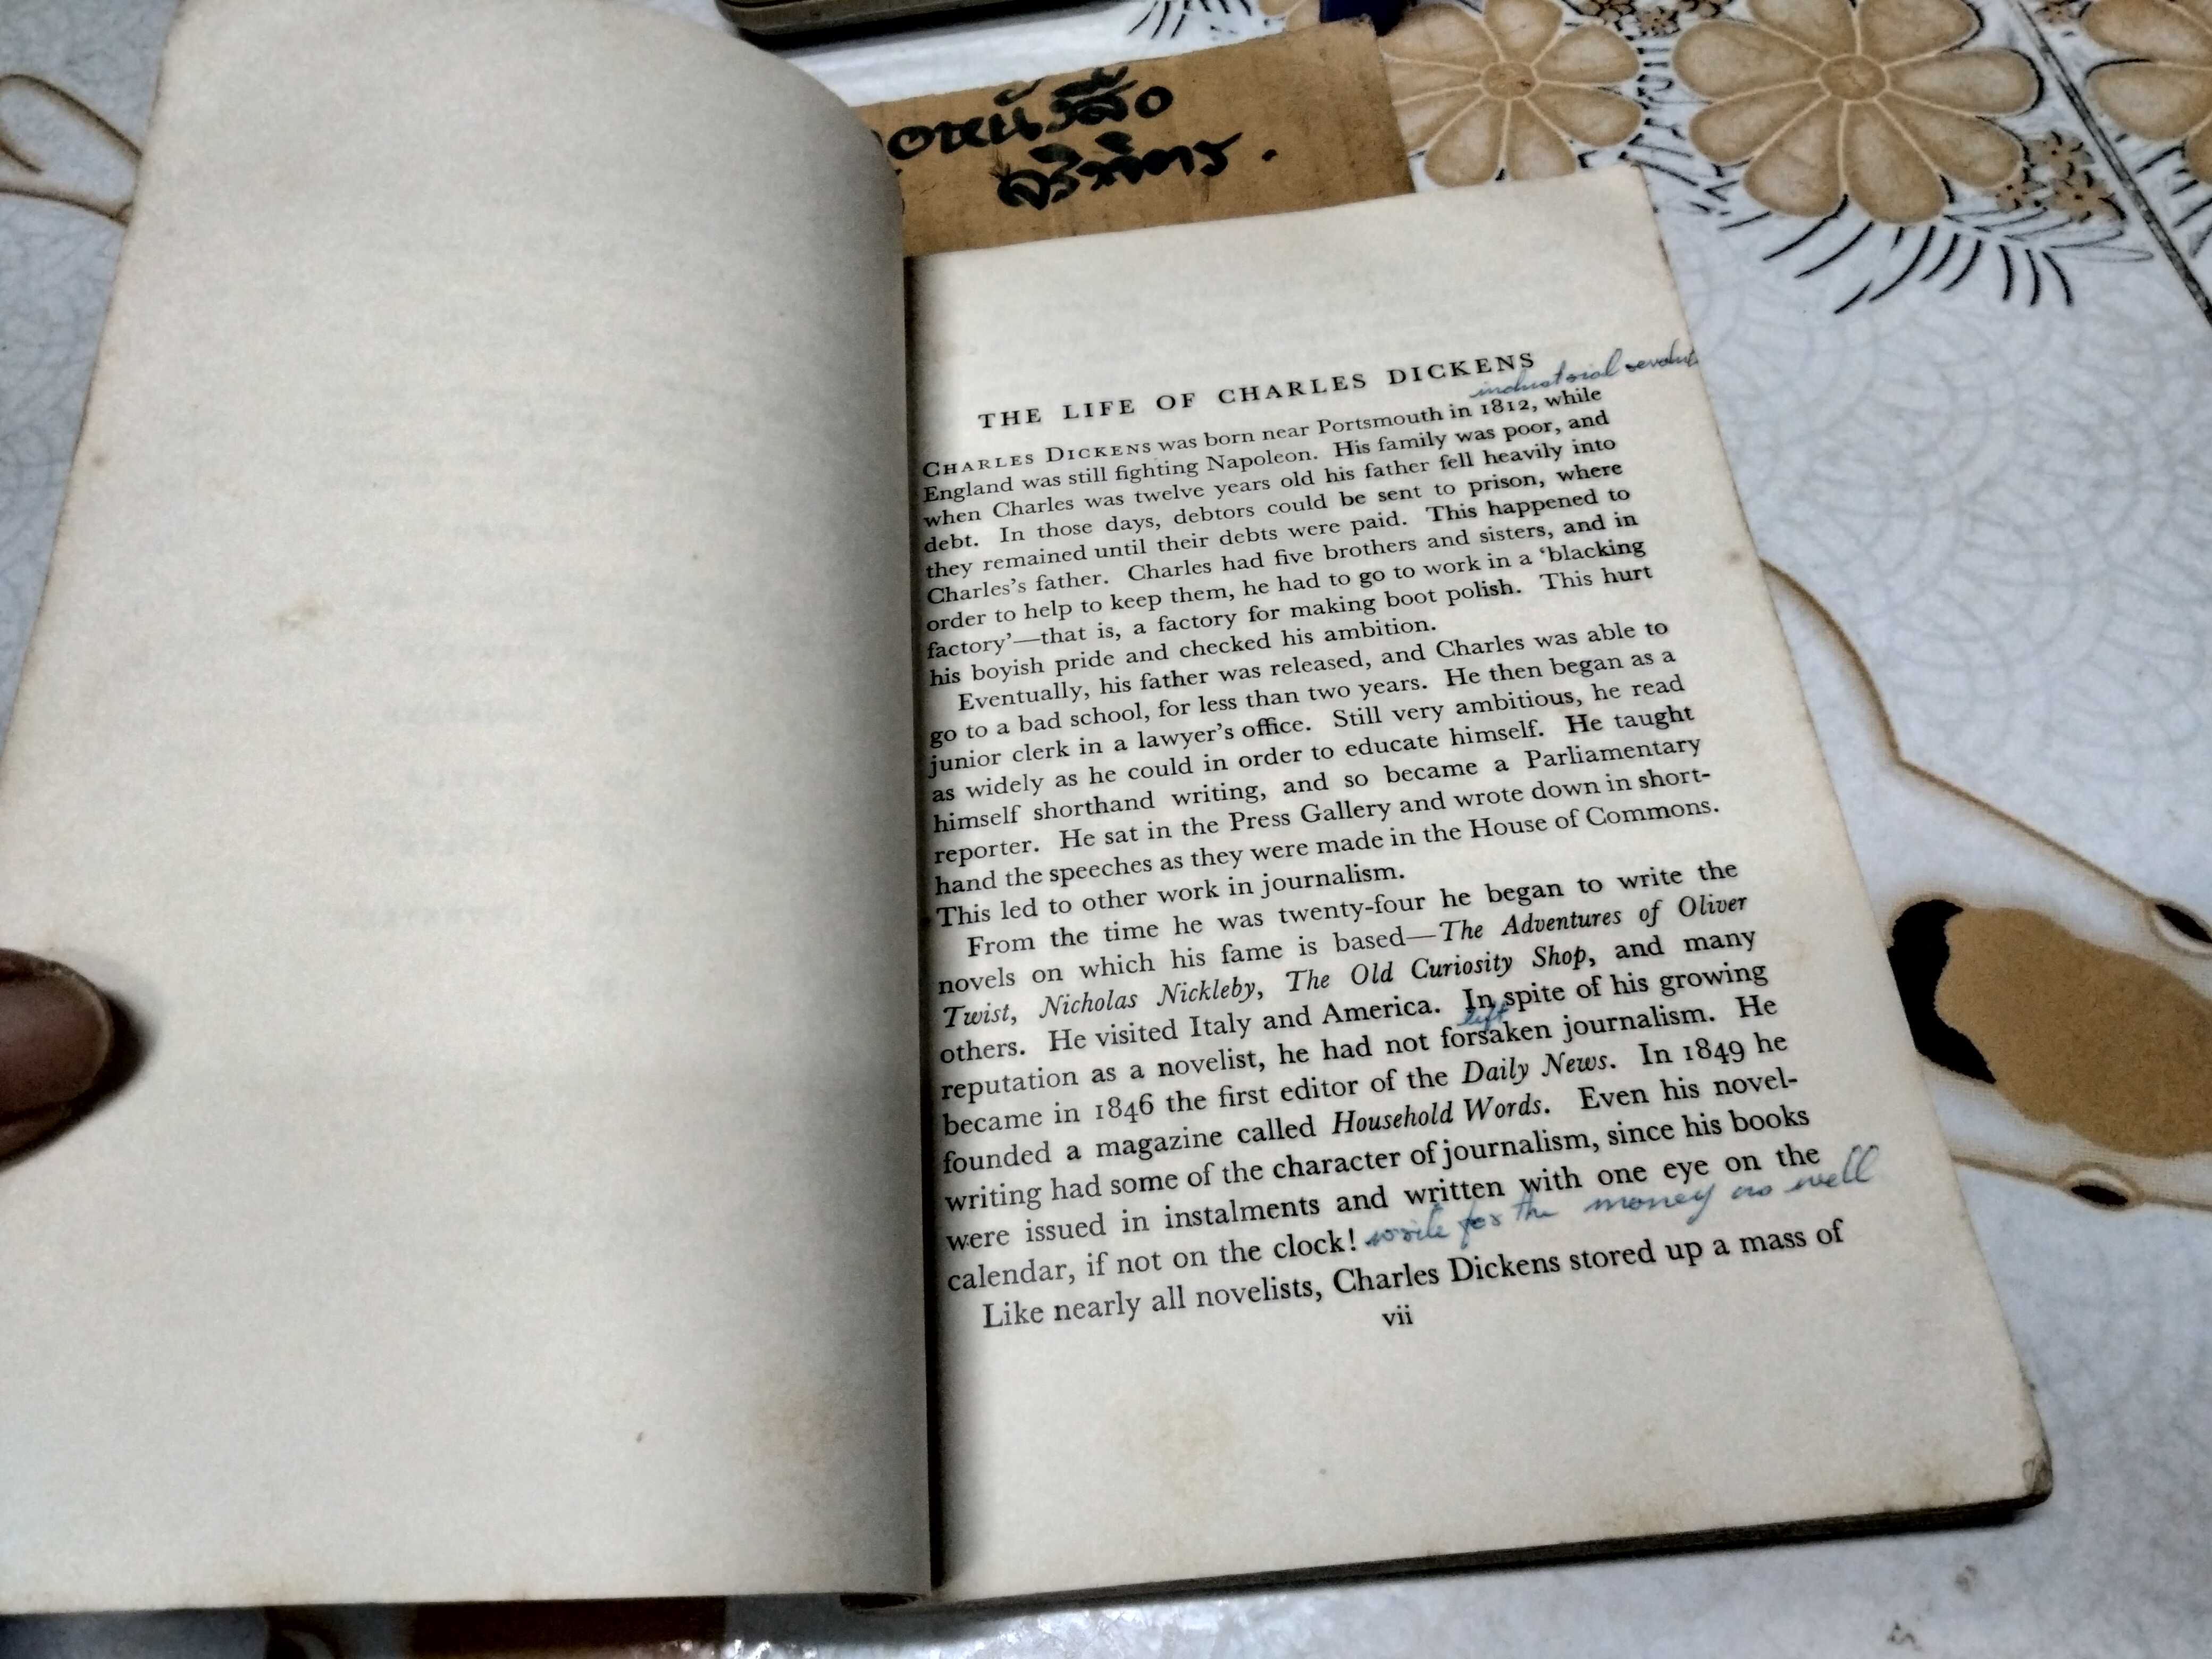 อหนังสือ
จริพัตร.
THE LIFE OF CHARLES DICKENS
industrial revolut
CHARLES DICKENS was born near Portsmouth in 1812, while
England was still fighting Napoleon. His family was poor, and
when Charles was twelve years old his father fell heavily into
debt. In those days, debtors could be sent to prison, where
they remained until their debts were paid. This happened to
Charles's father. Charles had five brothers and sisters, and in
order to help to keep them, he had to go to work in a 'blacking
factory'—that is, a factory for making boot polish. This hurt
his boyish pride and checked his ambition.
Eventually, his father was released, and Charles was able to
go to a bad school, for less than two years. He then began as a
junior clerk in a lawyer's office. Still very ambitious, he read
as widely as he could in order to educate himself. He taught
himself shorthand writing, and so became a Parliamentary
reporter. He sat in the Press Gallery and wrote down in short-
hand the speeches as they were made in the House of Commons.
This led to other work in journalism.
From the time he was twenty-four he began to write the
novels on which his fame is based—The Adventures of Oliver
Twist, Nicholas Nickleby, The Old Curiosity Shop, and many
others. He visited Italy and America. In spite of his growing
left
reputation as a novelist, he had not forsaken journalism. He
became in 1846 the first editor of the Daily News. In 1849 he
founded a magazine called Household Words. Even his novel-
writing had some of the character of journalism, since his books
were issued in instalments and written with one eye on the
calendar, if not on the clock! write for the money as well
Like nearly all novelists, Charles Dickens stored up a mass of
vii